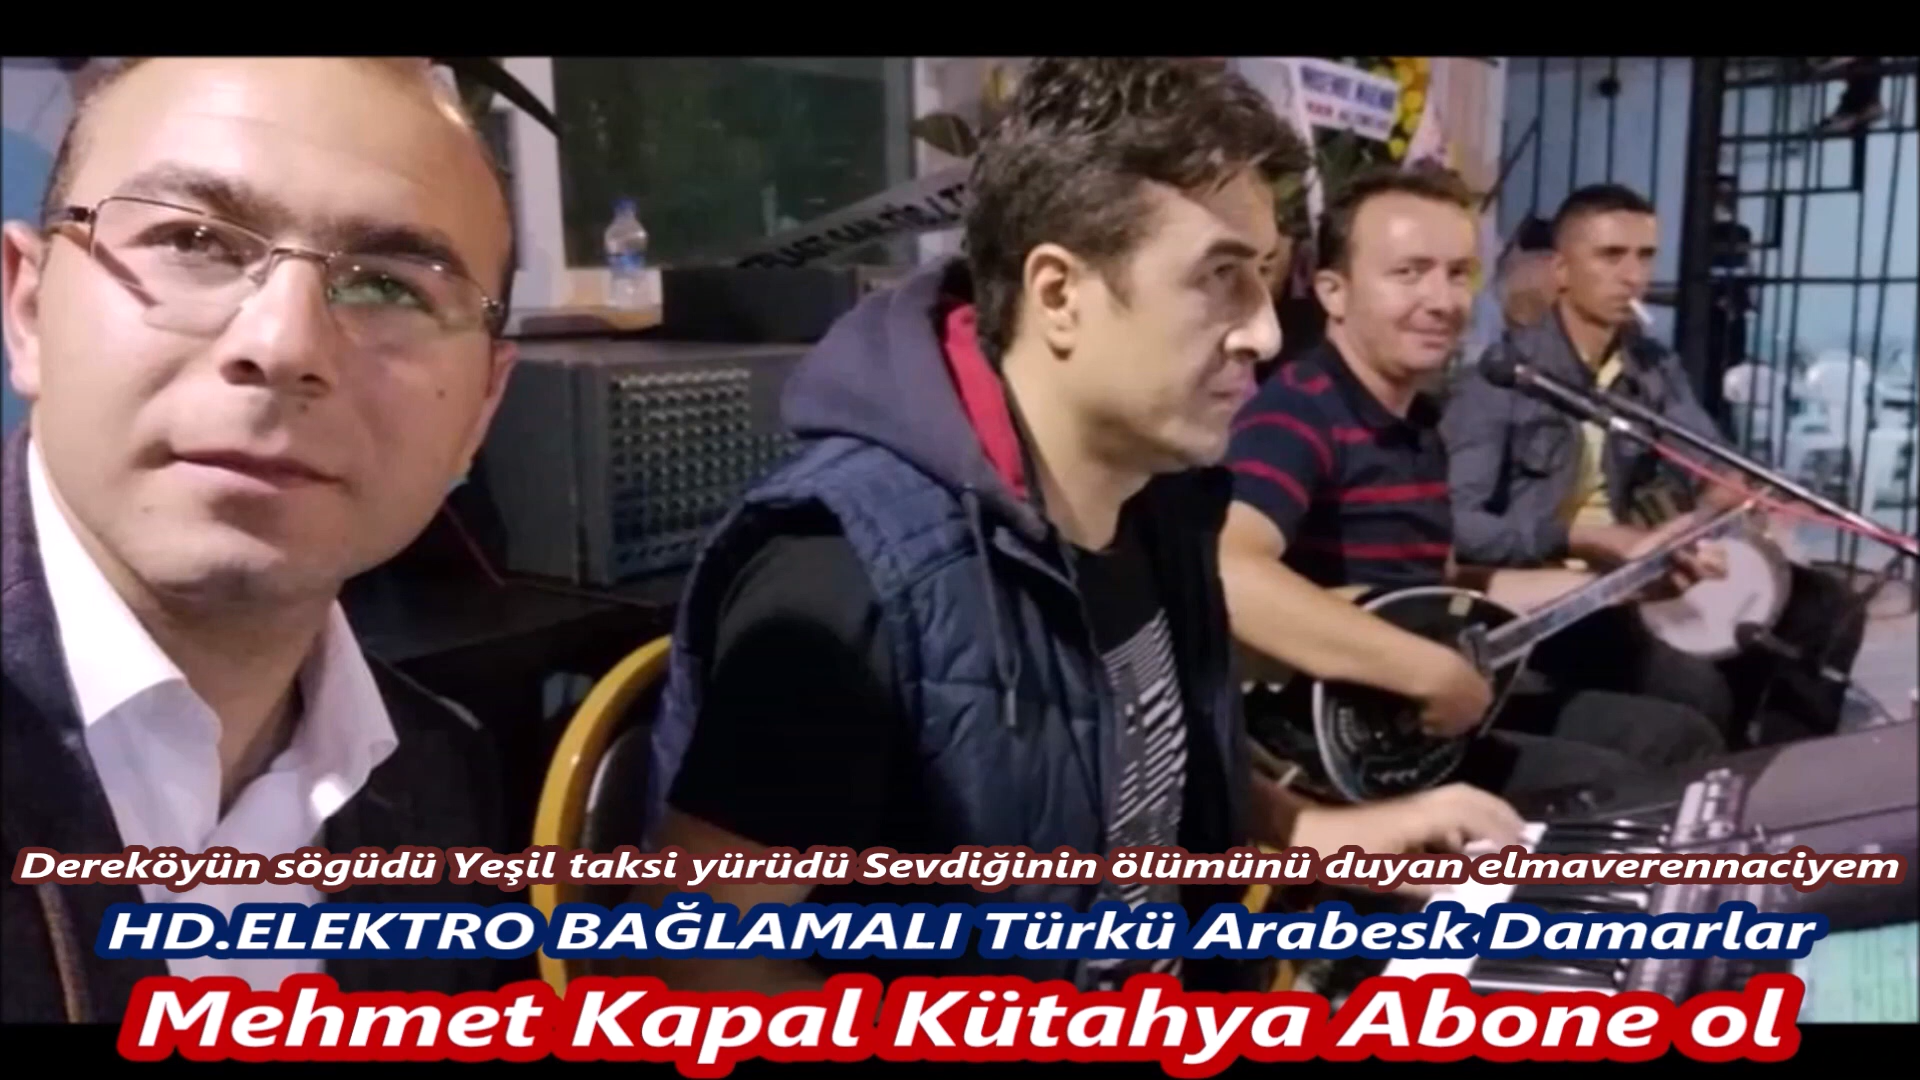 Dereköyün sögüdü Yeşil taksi yürüdü Sevdiğinin ölümünü duyan elmaverennaciyem
HD.ELEKTRO BAĞLAMALI Türkü Arabesk Damarlar
Mehmet Kapal Kütahya Abone ol